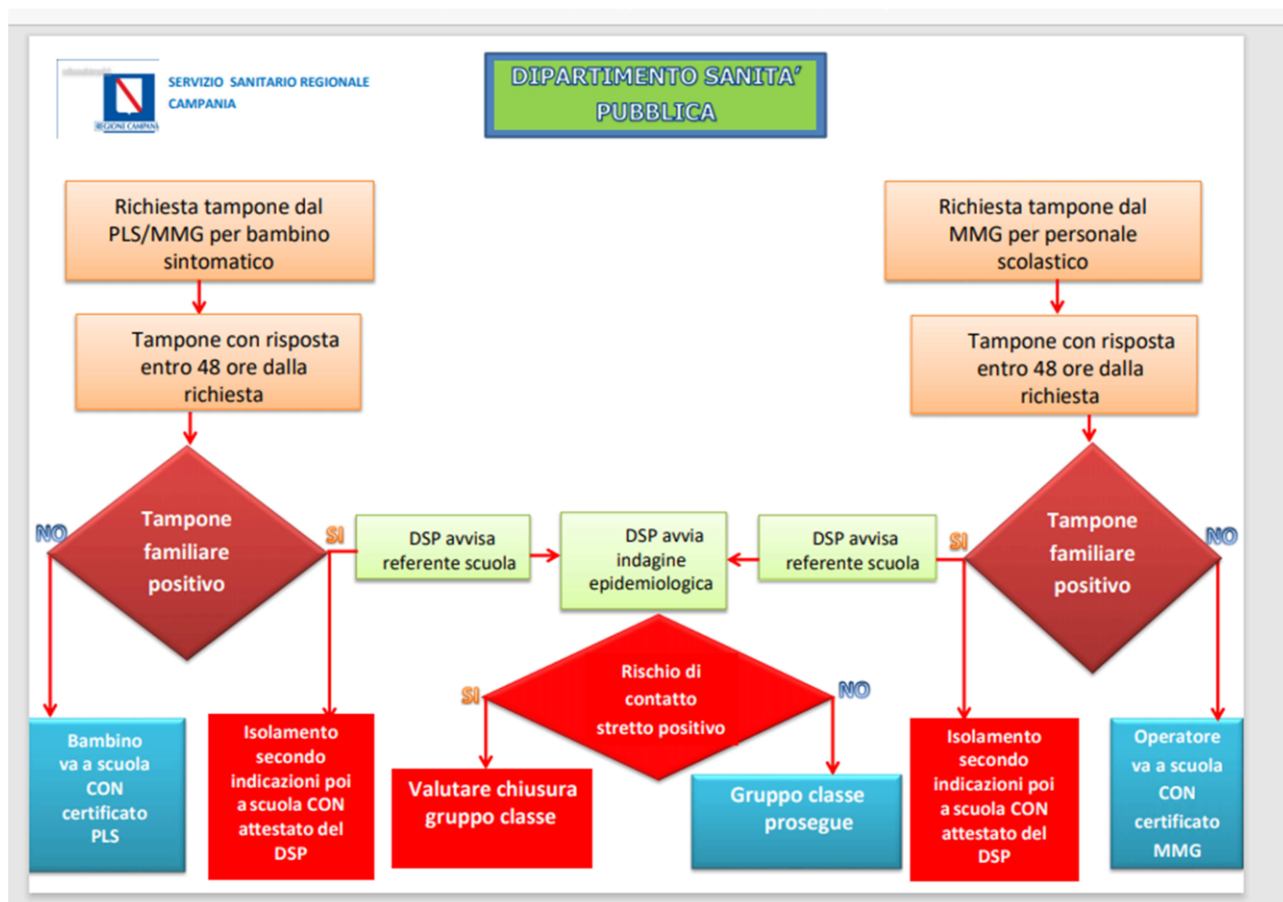 SERVIZIO SANITARIO REGIONALE
CAMPANIA
REGIONE CAMPANIA
DIPARTIMENTO SANITA’
PUBBLICA
Richiesta tampone dal
PLS/MMG per bambino
sintomatico
Tampone con risposta
entro 48 ore dalla
richiesta
Richiesta tampone dal
MMG per personale
scolastico
Tampone con risposta
entro 48 ore dalla
richiesta
NO
Tampone
familiare
positivo
SI
DSP avvisa
referente scuola
DSP avvia
indagine
epidemiologica
DSP avvisa
referente scuola
SI
Tampone
familiare
positivo
NO
SI
Rischio di
contatto
stretto positivo
NO
Bambino
va a scuola
CON
certificato
PLS
Isolamento
secondo
indicazioni poi
a scuola CON
attestato del
DSP
Valutare chiusura
gruppo classe
Gruppo classe
prosegue
Isolamento
secondo
indicazioni poi
a scuola CON
attestato del
DSP
Operatore
va a scuola
CON
certificato
MMG